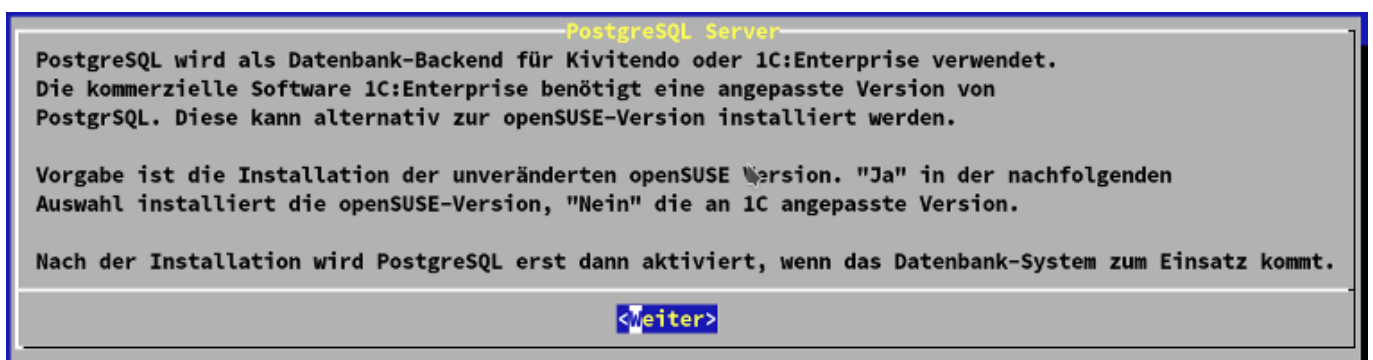 PostgreSQL Server
PostgreSQL wird als Datenbank-Backend für Kivitendo oder 1C:Enterprise verwendet.
Die kommerzielle Software 1C:Enterprise benötigt eine angepasste Version von
PostgrSQL. Diese kann alternativ zur openSUSE-Version installiert werden.
Vorgabe ist die Installation der unveränderten openSUSE Version. "Ja" in der nachfolgenden
Auswahl installiert die openSUSE-Version, "Nein" die an 1C angepasste Version.
Nach der Installation wird PostgreSQL erst dann aktiviert, wenn das Datenbank-System zum Einsatz kommt.
<Weiter>